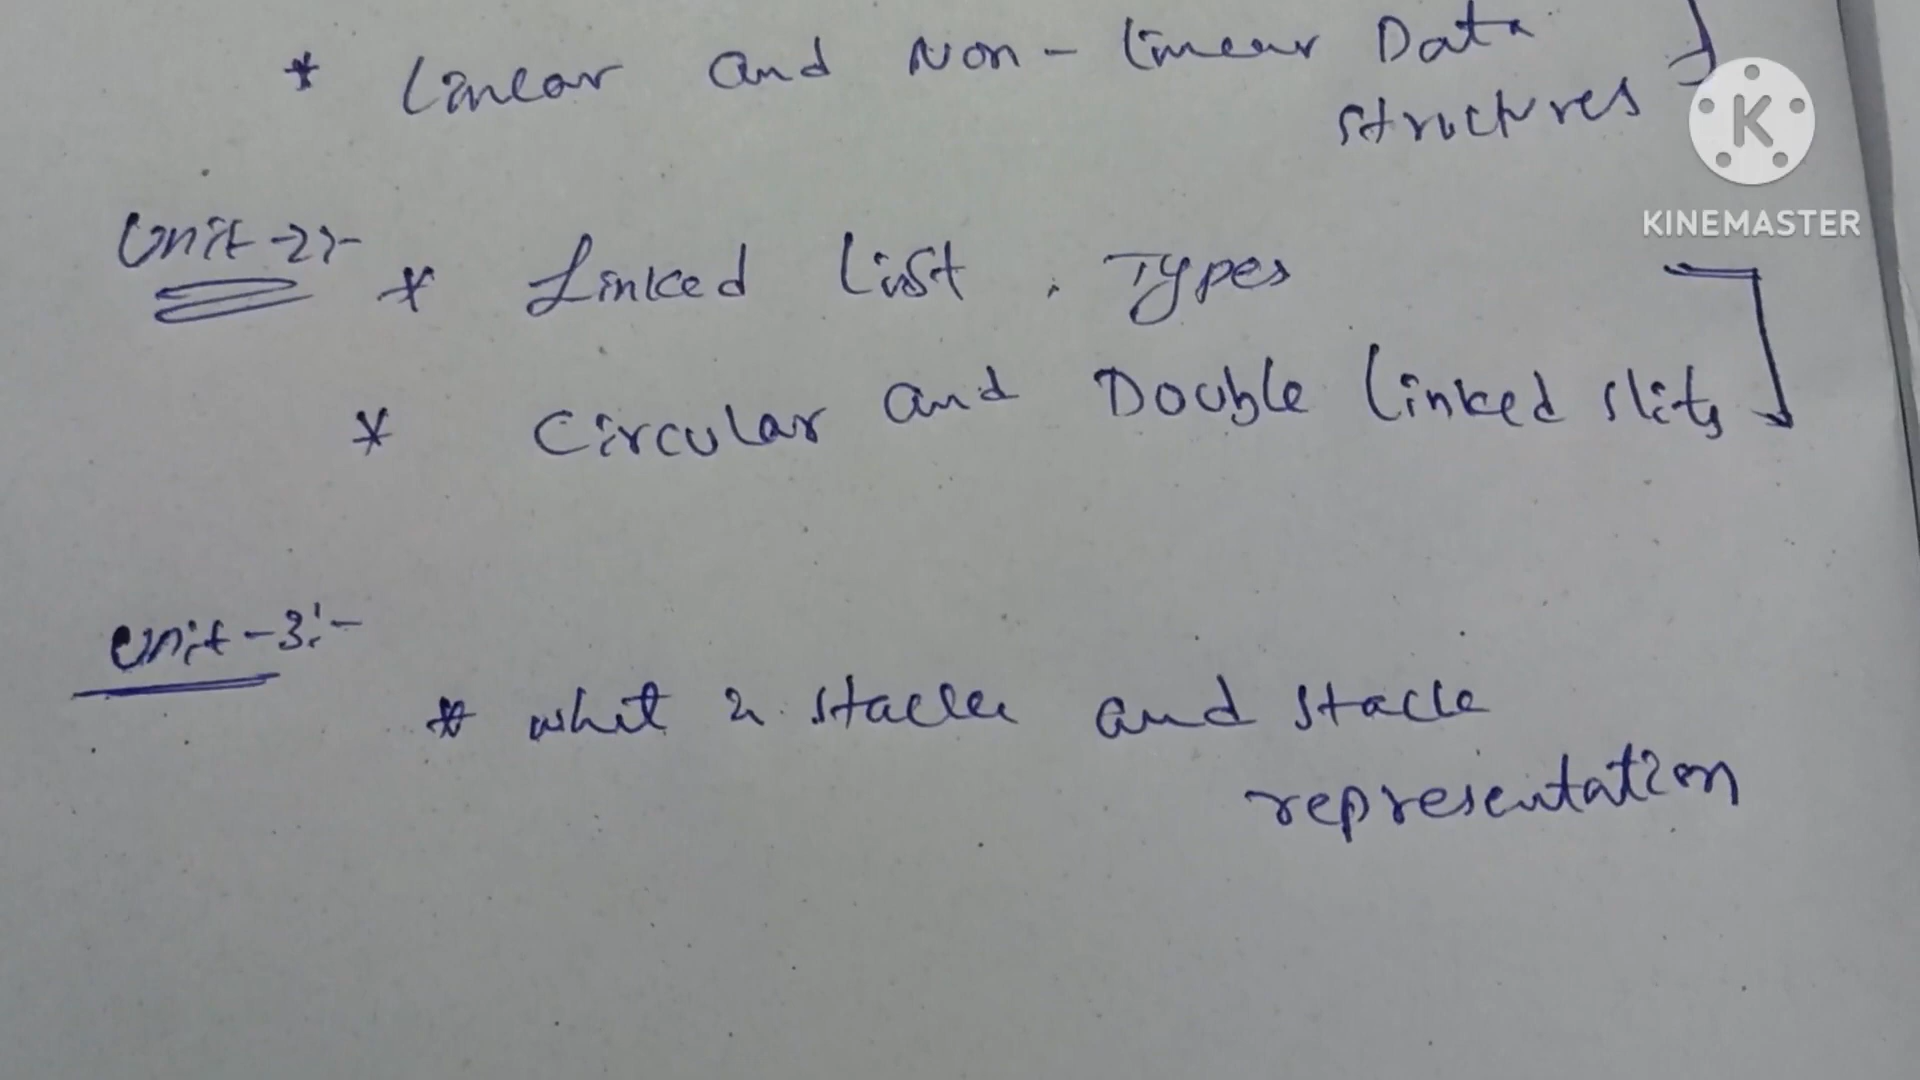 * Linear and Non - linear Data
structures
K
KINEMASTER
Unit-2:-
* Linked List. Types
* Circular and Double Linked slits
Unit-3:-
* what is stack and stack
representation